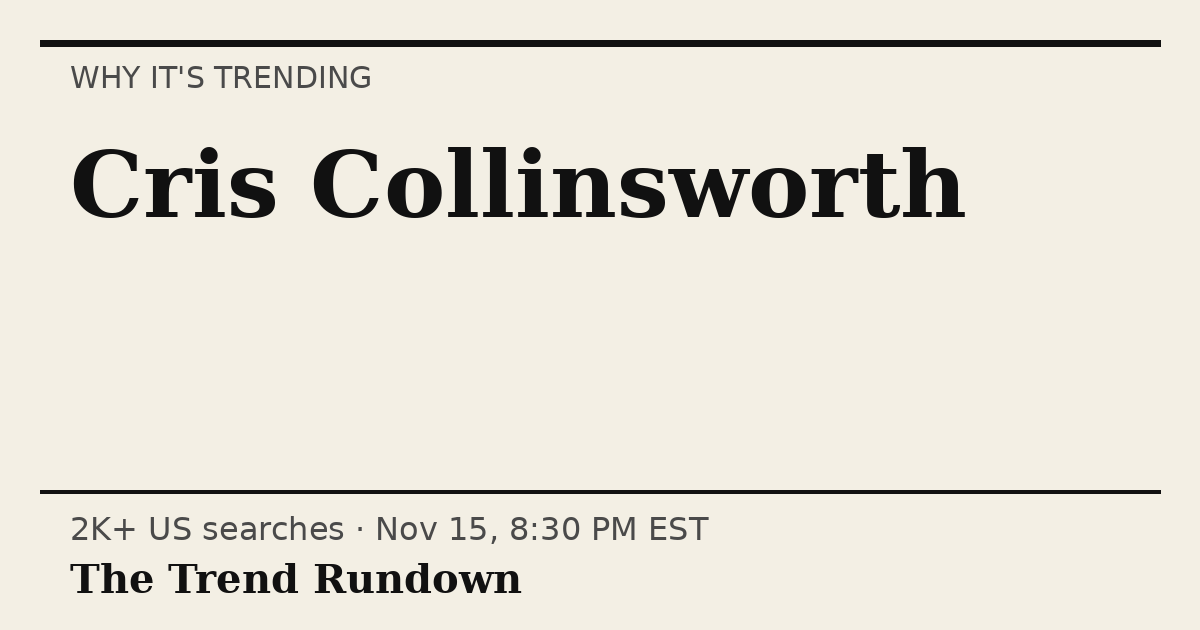 WHY IT'S TRENDING
Cris Collinsworth
2K+ US searches · Nov 15, 8:30 PM EST
The Trend Rundown